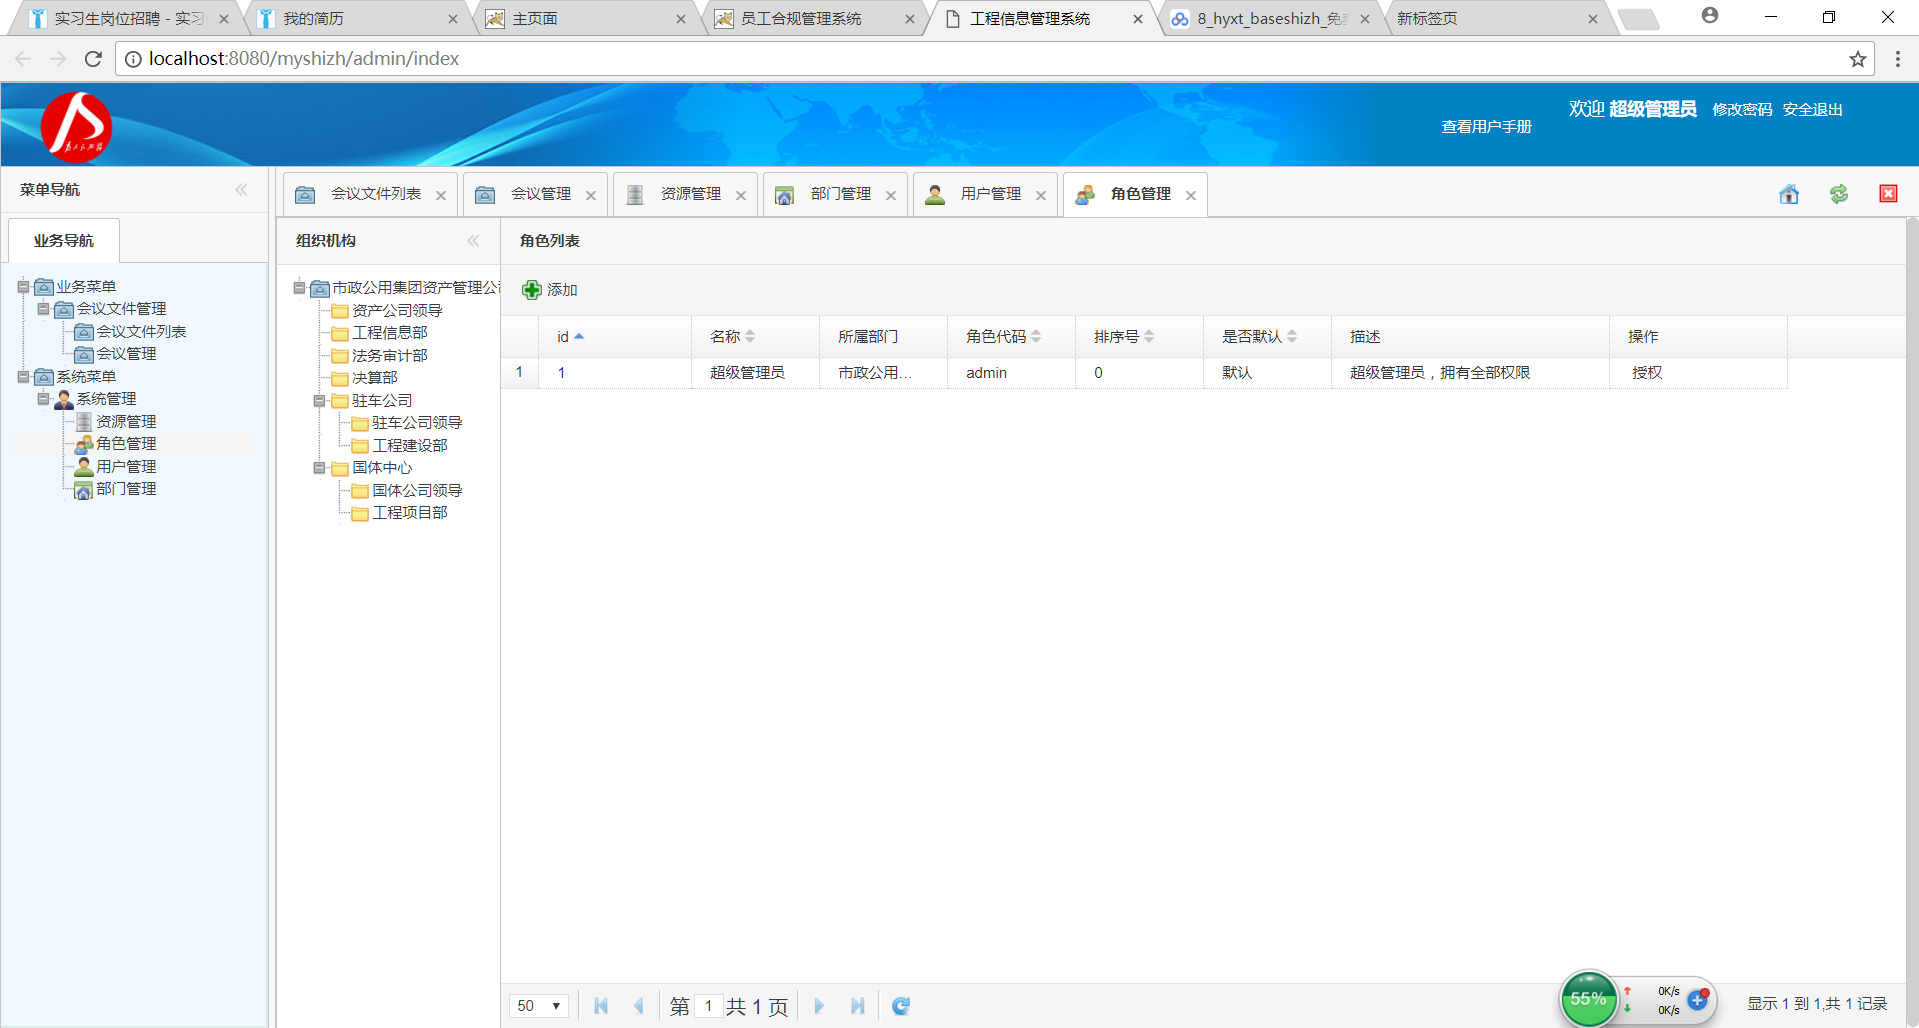 实习生岗位招聘 - 实习
我的简历
主页面
员工合规管理系统
工程信息管理系统
8_hyxt_baseshizh_免
新标签页
localhost:8080/myshizh/admin/index
查看用户手册
欢迎 超级管理员 修改密码 安全退出
菜单导航
业务导航
业务菜单
会议文件管理
会议文件列表
会议管理
系统菜单
系统管理
资源管理
角色管理
用户管理
部门管理
会议文件列表
会议管理
资源管理
部门管理
用户管理
角色管理
组织机构
市政公用集团资产管理公
资产公司领导
工程信息部
法务审计部
决算部
驻车公司
驻车公司领导
工程建设部
国体中心
国体公司领导
工程项目部
角色列表
添加
id 名称 所属部门 角色代码 排序号 是否默认 描述 操作
1 1 超级管理员 市政公用... admin 0 默认 超级管理员，拥有全部权限 授权
50 第 1 共 1 页
55%
0K/s
0K/s
显示 1 到 1,共 1 记录